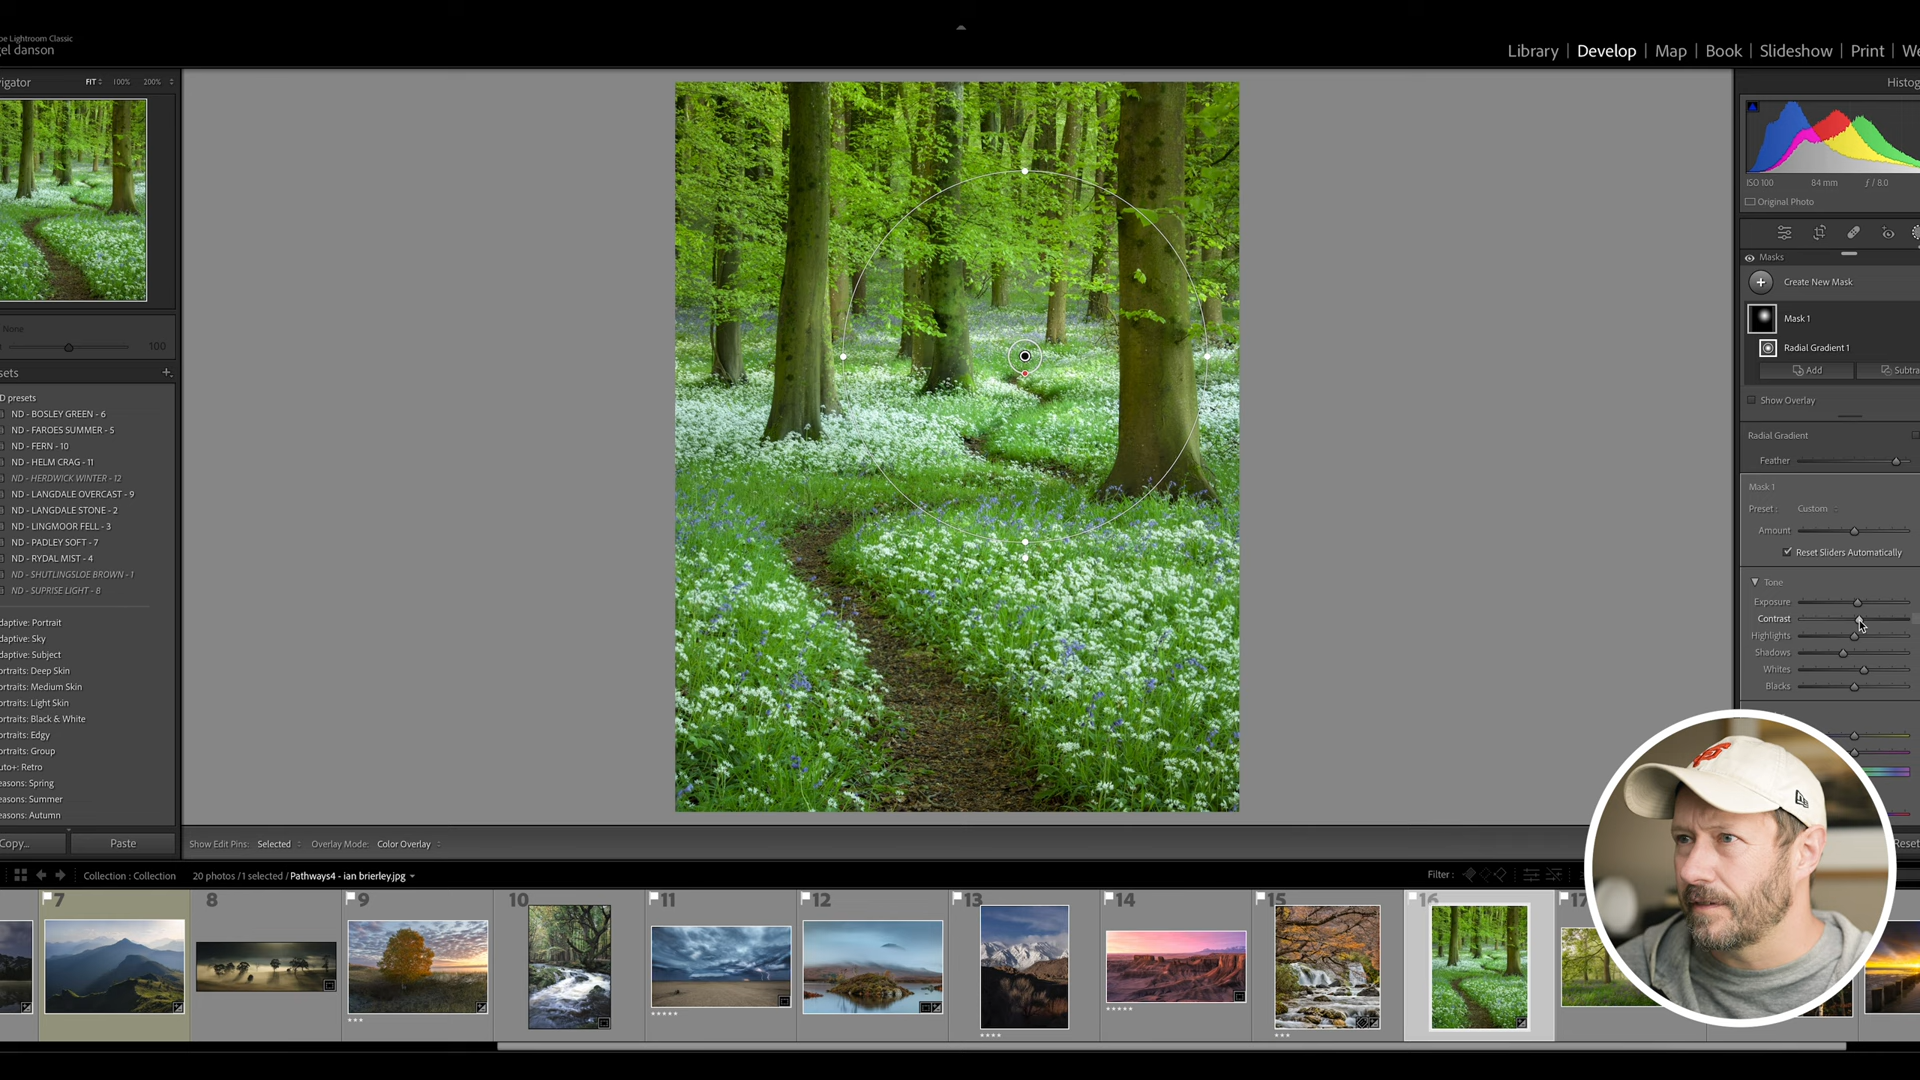 be Lightroom Classic
gel danson
Library | Develop | Map | Book | Slideshow | Print | We
vigator
FIT 100% 200%
Histog
ISO 100 84 mm ƒ / 8.0
Original Photo
Masks
Create New Mask
Mask 1
Radial Gradient 1
Add Subtra
Show Overlay
Radial Gradient
Feather
Mask 1
Preset: Custom
Amount
Reset Sliders Automatically
Tone
Exposure
Contrast
Highlights
Shadows
Whites
Blacks
Reset
None
100
sets +
D presets
ND - BOSLEY GREEN - 6
ND - FAROES SUMMER - 5
ND - FERN - 10
ND - HELM CRAG - 11
ND - HERDWICK WINTER - 12
ND - LANGDALE OVERCAST - 9
ND - LANGDALE STONE - 2
ND - LINGMOOR FELL - 3
ND - PADLEY SOFT - 7
ND - RYDAL MIST - 4
ND - SHUTLINGSLOE BROWN - 1
ND - SUPRISE LIGHT - 8
daptive: Portrait
daptive: Sky
daptive: Subject
ortraits: Deep Skin
ortraits: Medium Skin
ortraits: Light Skin
ortraits: Black & White
ortraits: Edgy
ortraits: Group
uto+: Retro
easons: Spring
easons: Summer
easons: Autumn
Copy... Paste
Show Edit Pins: Selected Overlay Mode: Color Overlay
Collection : Collection 20 photos / 1 selected / Pathways4 - ian brierley.jpg
Filter :
7 8 9 10 11 12 13 14 15 16 17